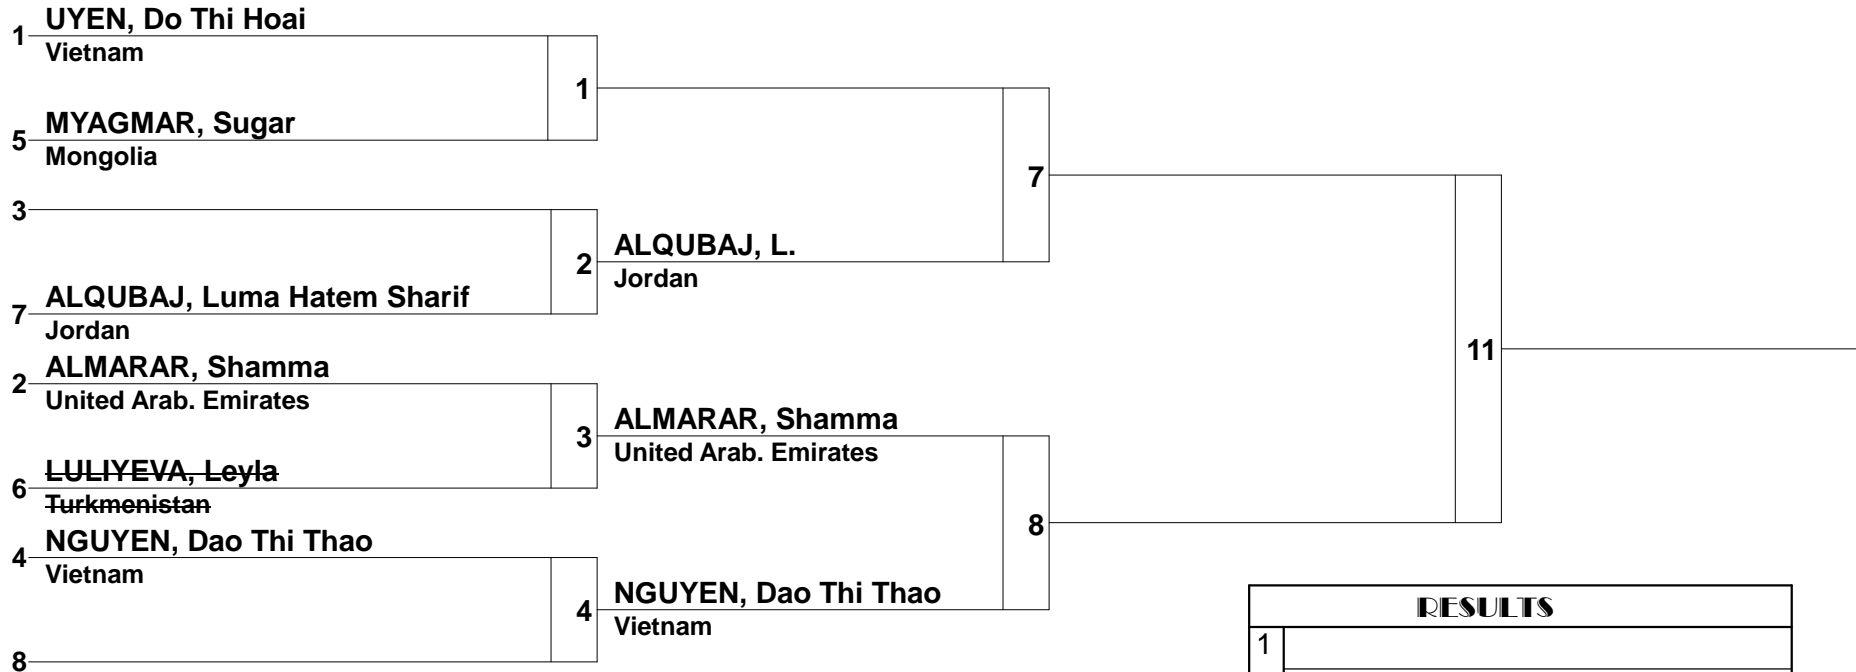 1 UYEN, Do Thi Hoai
Vietnam
1
5 MYAGMAR, Sugar
Mongolia
7
3
2 ALQUBAJ, L.
Jordan
7 ALQUBAJ, Luma Hatem Sharif
Jordan
11
2 ALMARAR, Shamma
United Arab. Emirates
3 ALMARAR, Shamma
United Arab. Emirates
6 LULIYEVA, Leyla
Turkmenistan
8
4 NGUYEN, Dao Thi Thao
Vietnam
4 NGUYEN, Dao Thi Thao
Vietnam
8
RESULTS
1